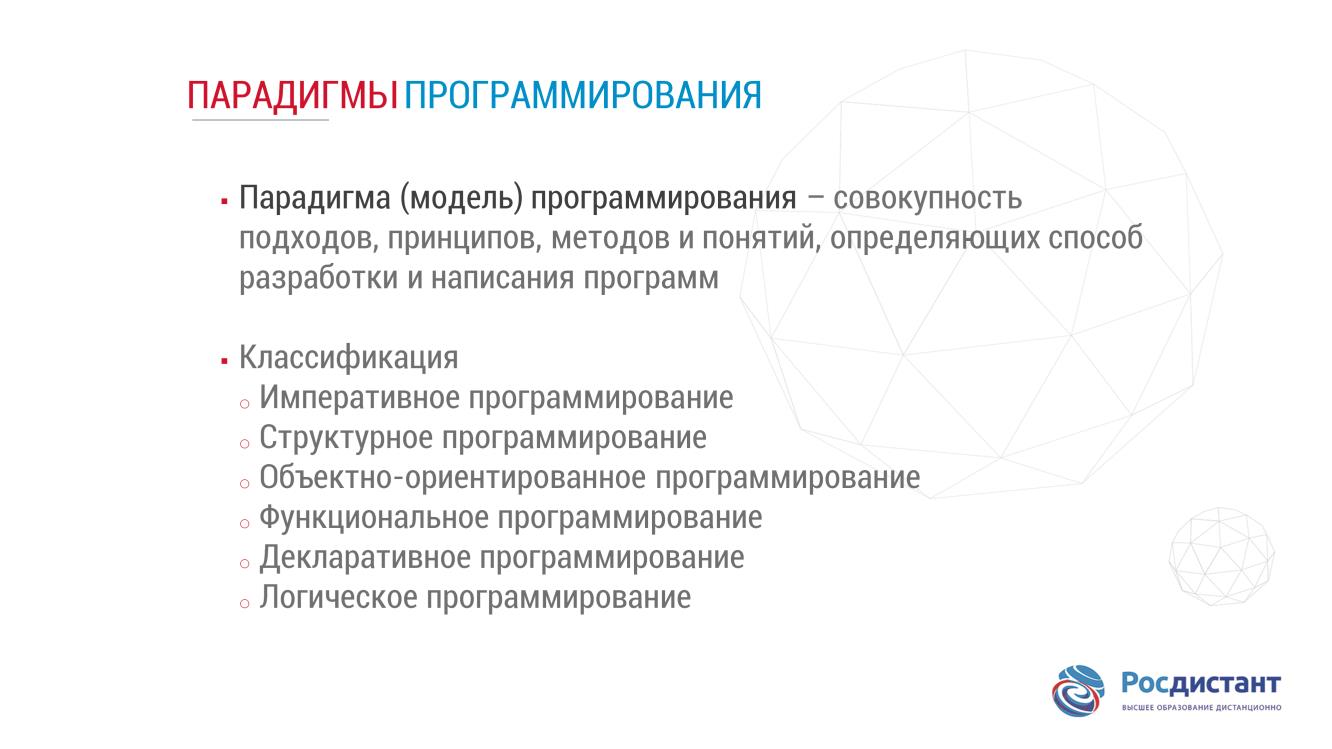 ПАРАДИГМЫ ПРОГРАММИРОВАНИЯ
▪ Парадигма (модель) программирования – совокупность
подходов, принципов, методов и понятий, определяющих способ
разработки и написания программ
▪ Классификация
○ Императивное программирование
○ Структурное программирование
○ Объектно-ориентированное программирование
○ Функциональное программирование
○ Декларативное программирование
○ Логическое программирование
Росдистант
ВЫСШЕЕ ОБРАЗОВАНИЕ ДИСТАНЦИОННО